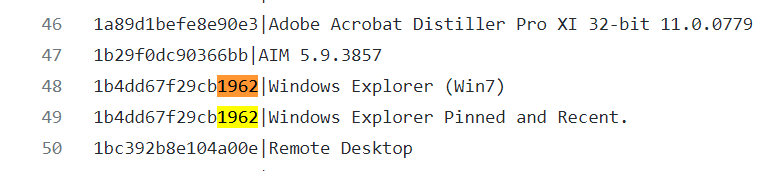 46 1a89d1befe8e90e3|Adobe Acrobat Distiller Pro XI 32-bit 11.0.0779
47 1b29f0dc90366bb|AIM 5.9.3857
48 1b4dd67f29cb1962|Windows Explorer (Win7)
49 1b4dd67f29cb1962|Windows Explorer Pinned and Recent.
50 1bc392b8e104a00e|Remote Desktop